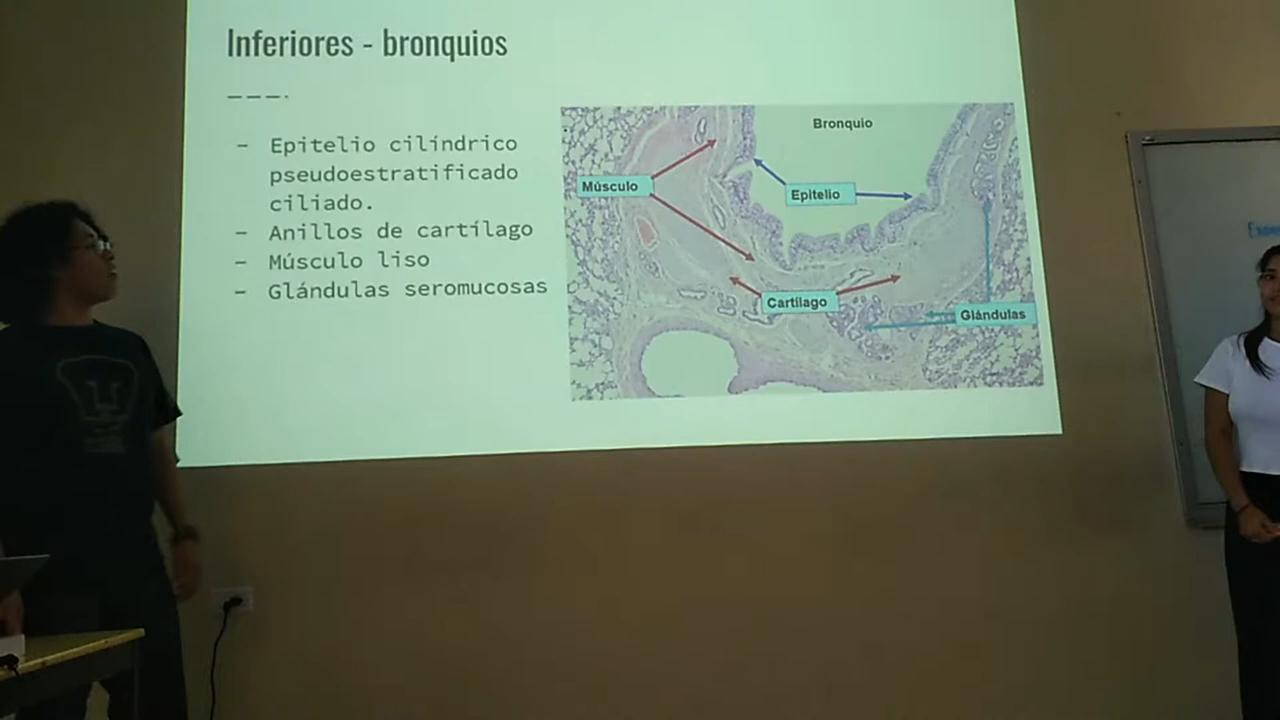 Inferiores - bronquios
- Epitelio cilíndrico
pseudoestratificado
ciliado.
- Anillos de cartílago
- Músculo liso
- Glándulas seromucosas
Bronquio
Músculo
Epitelio
Cartílago
Glándulas